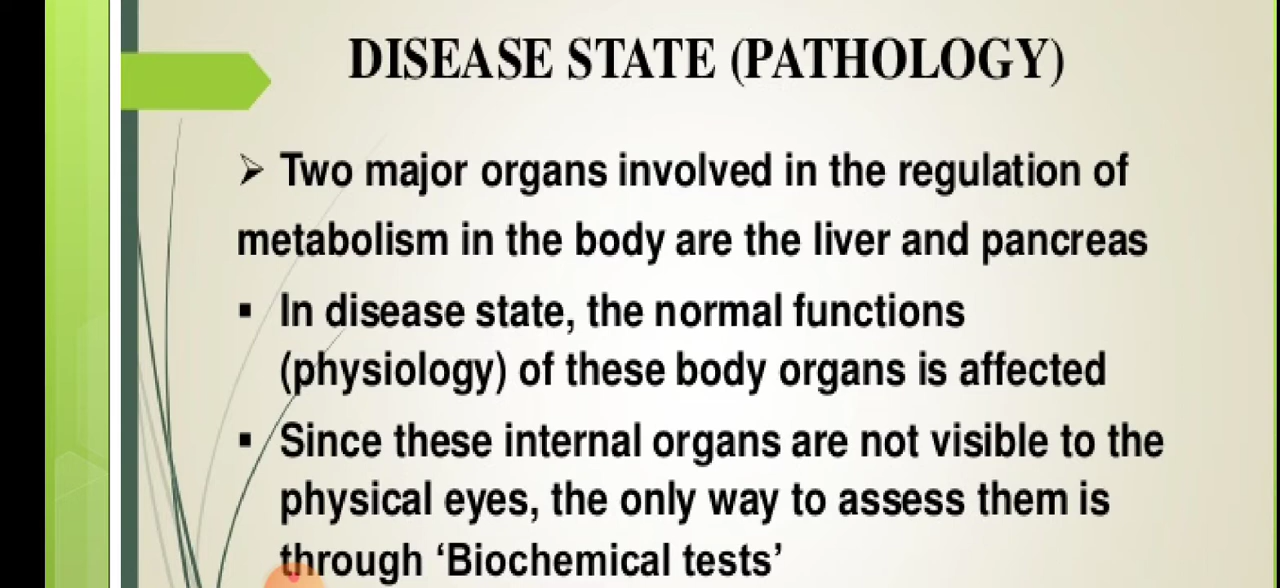 DISEASE STATE (PATHOLOGY)
➢ Two major organs involved in the regulation of
metabolism in the body are the liver and pancreas
▪ In disease state, the normal functions
(physiology) of these body organs is affected
▪ Since these internal organs are not visible to the
physical eyes, the only way to assess them is
through ‘Biochemical tests’